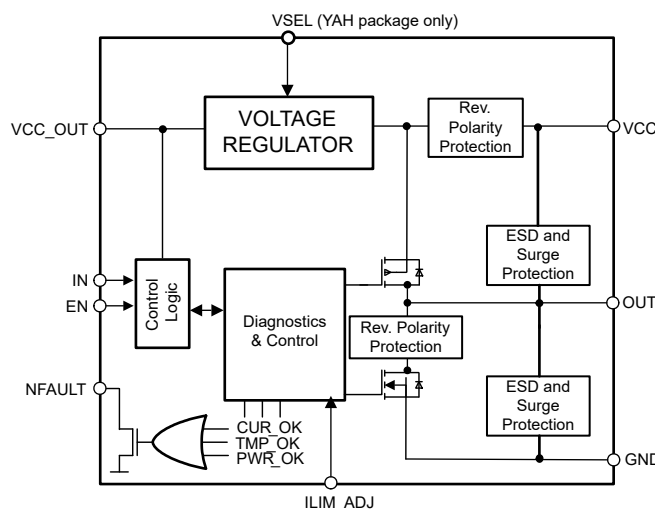 VSEL (YAH package only)
VOLTAGE
REGULATOR
Rev.
Polarity
Protection
VCC_OUT
VCC
ESD and
Surge
Protection
IN
EN
Control
Logic
Diagnostics
& Control
OUT
Rev. Polarity
Protection
NFAULT
ESD and
Surge
Protection
CUR_OK
TMP_OK
PWR_OK
GND
ILIM_ADJ